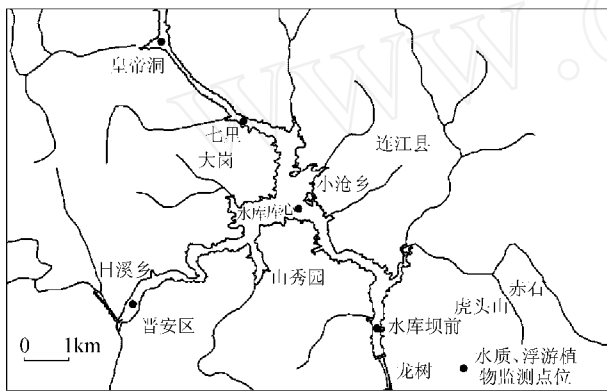 皇帝洞
七里
大岗
连江县
小沧乡
水库库心
日溪乡
山秀园
晋安区
赤石
虎头山
水库坝前
龙树
0 1km
水质、浮游植
物监测点位